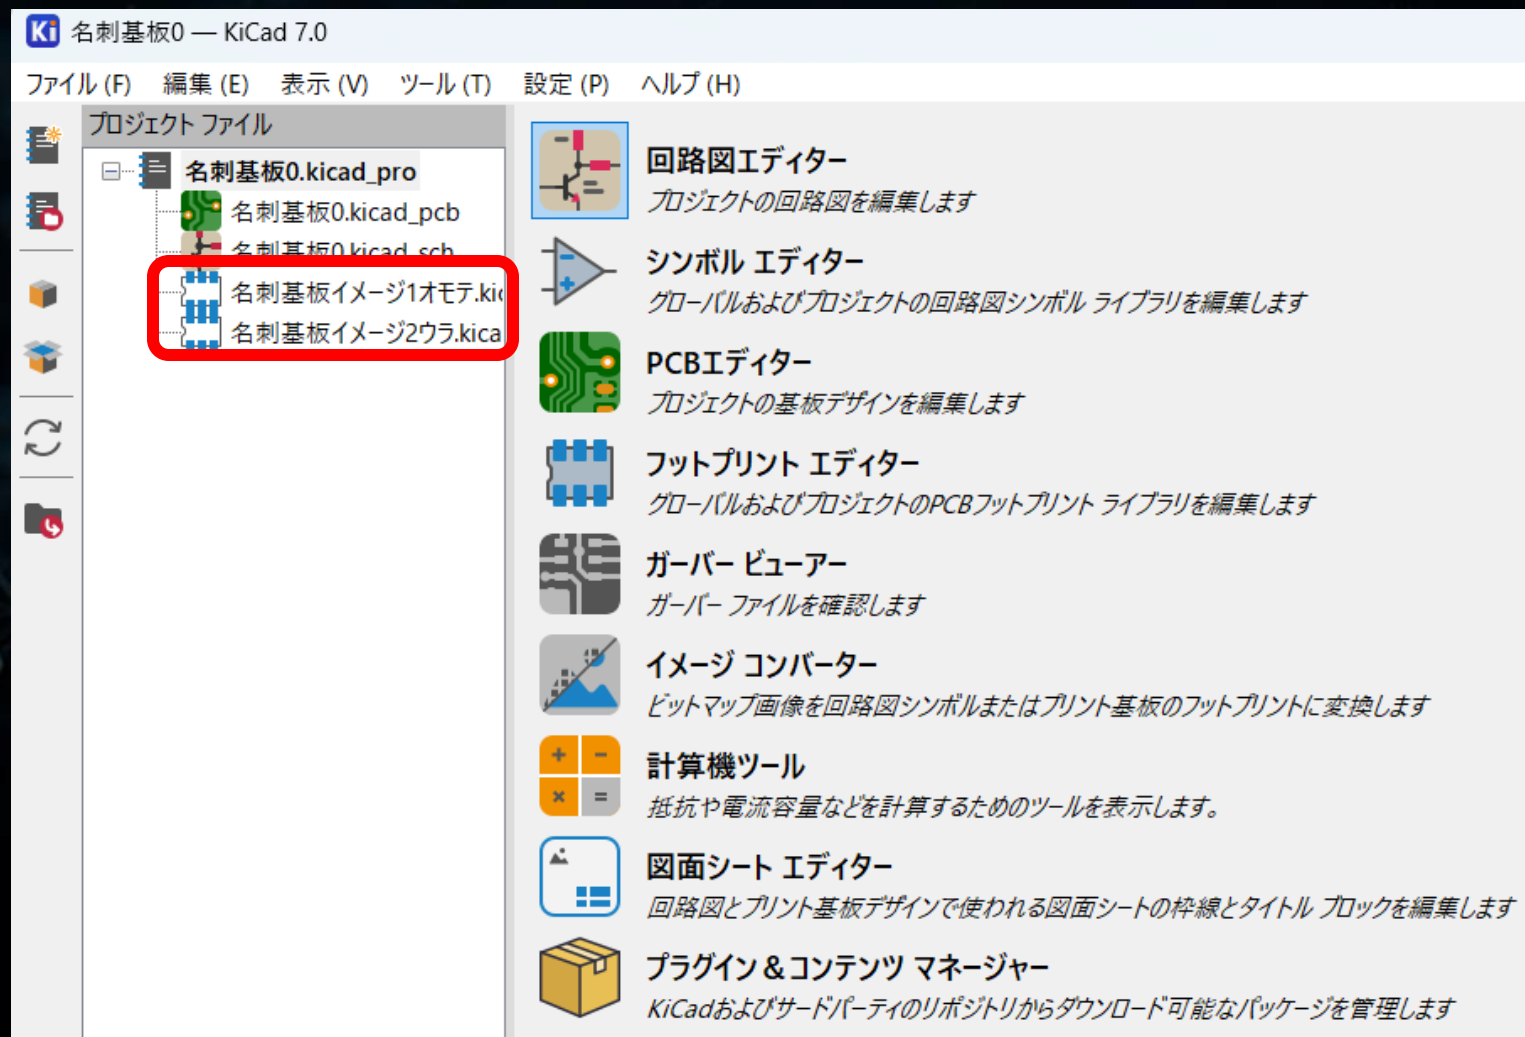 Ki 名刺基板0 — KiCad 7.0
ファイル (F) 編集 (E) 表示 (V) ツール (T) 設定 (P) ヘルプ (H)
プロジェクト ファイル
名刺基板0.kicad_pro
名刺基板0.kicad_pcb
名刺基板0.kicad_sch
名刺基板イメージ1オモテ.kic
名刺基板イメージ2ウラ.kica
回路図エディター
プロジェクトの回路図を編集します
シンボル エディター
グローバルおよびプロジェクトの回路図シンボル ライブラリを編集します
PCBエディター
プロジェクトの基板デザインを編集します
フットプリント エディター
グローバルおよびプロジェクトのPCBフットプリント ライブラリを編集します
ガーバー ビューアー
ガーバー ファイルを確認します
イメージ コンバーター
ビットマップ画像を回路図シンボルまたはプリント基板のフットプリントに変換します
計算機ツール
抵抗や電流容量などを計算するためのツールを表示します。
図面シート エディター
回路図とプリント基板デザインで使われる図面シートの枠線とタイトル ブロックを編集します
プラグイン＆コンテンツ マネージャー
KiCadおよびサードパーティのリポジトリからダウンロード可能なパッケージを管理します